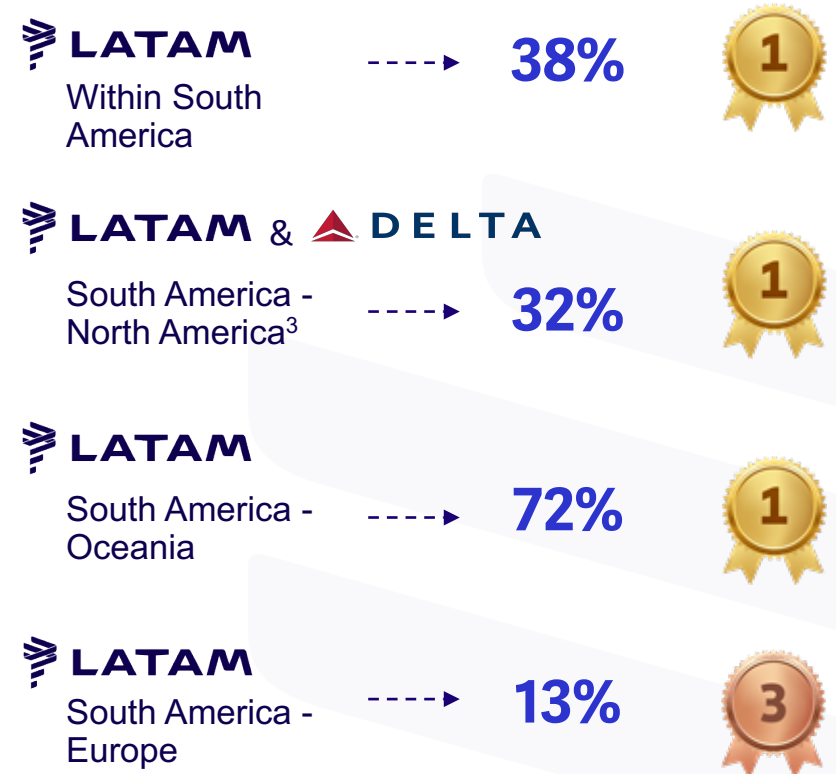 LATAM
Within South
America
38%
1
LATAM & DELTA
South America -
North America³
32%
1
LATAM
South America -
Oceania
72%
1
LATAM
South America -
Europe
13%
3